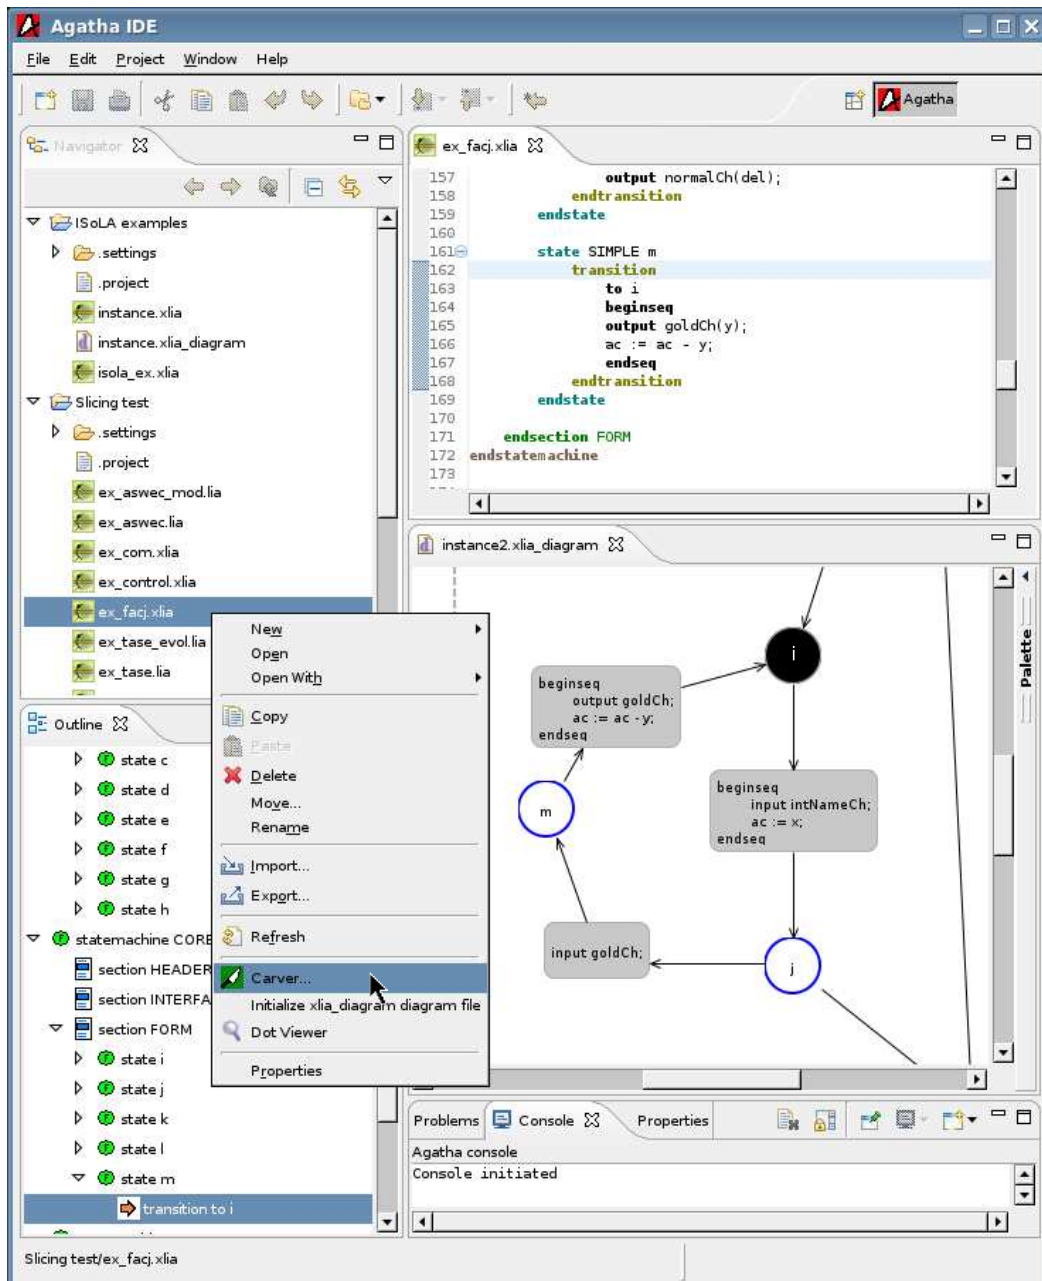 Agatha IDE
File Edit Project Window Help
Agatha
Navigator
ISoLA examples
.settings
.project
instance.xlia
instance.xlia_diagram
isola_ex.xlia
Slicing test
.settings
.project
ex_aswec_mod.lia
ex_aswec.lia
ex_com.xlia
ex_control.xlia
ex_facj.xlia
ex_tase_evol.lia
ex_tase.lia
Outline
state c
state d
state e
state f
state g
state h
statemachine CORE
section HEADER
section INTERFA
section FORM
state i
state j
state k
state l
state m
transition to i
New
Open
Open With
Copy
Paste
Delete
Move...
Rename
Import...
Export...
Refresh
Carver...
Initialize xlia_diagram diagram file
Dot Viewer
Properties
ex_facj.xlia
157 output normalCh(del);
158 endtransition
159 endstate
160
161 state SIMPLE m
162 transition
163 to i
164 beginseq
165 output goldCh(y);
166 ac := ac - y;
167 endseq
168 endtransition
169 endstate
170
171 endsection FORM
172 endstatemachine
173
instance2.xlia_diagram
Palette
i
beginseq
output goldCh;
ac := ac -y;
endseq
m
beginseq
input intNameCh;
ac := x;
endseq
input goldCh;
j
Problems Console Properties
Agatha console
Console initiated
Slicing test/ex_facj.xlia